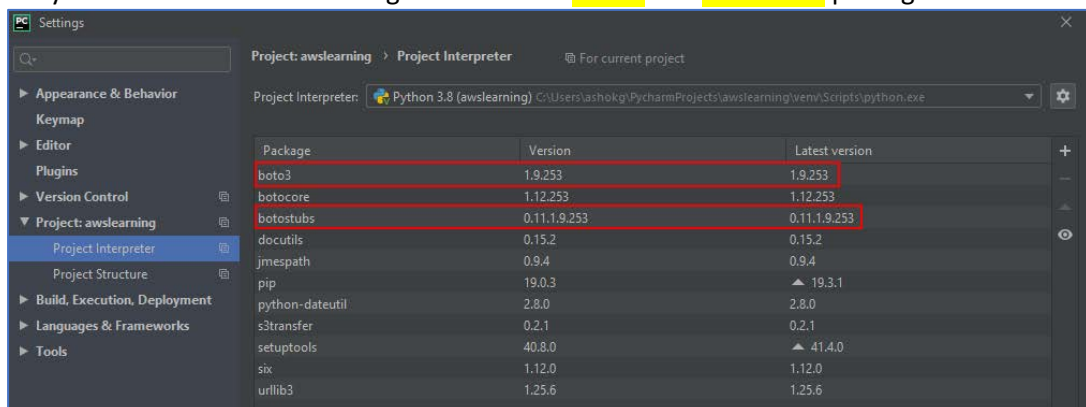 PC Settings
Q-
Project: awslearning › Project Interpreter For current project
Appearance & Behavior
Keymap
Editor
Plugins
Version Control
Project: awslearning
Project Interpreter
Project Structure
Build, Execution, Deployment
Languages & Frameworks
Tools
Project Interpreter: Python 3.8 (awslearning) C:\Users\ashokg\PycharmProjects\awslearning\venv\Scripts\python.exe
Package Version Latest version
boto3 1.9.253 1.9.253
botocore 1.12.253 1.12.253
botostubs 0.11.1.9.253 0.11.1.9.253
docutils 0.15.2 0.15.2
jmespath 0.9.4 0.9.4
pip 19.0.3 ▲ 19.3.1
python-dateutil 2.8.0 2.8.0
s3transfer 0.2.1 0.2.1
setuptools 40.8.0 ▲ 41.4.0
six 1.12.0 1.12.0
urllib3 1.25.6 1.25.6